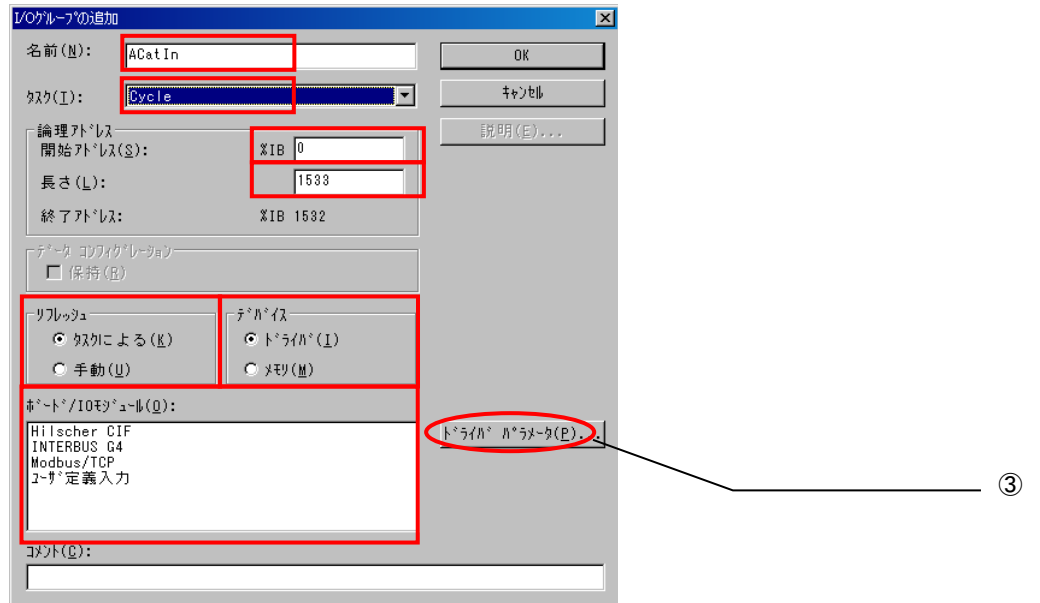 I/Oｸﾞﾙｰﾌﾟの追加
名前(N):
ACatIn
OK
ﾀｽｸ(T):
Cycle
ｷｬﾝｾﾙ
説明(E)...
論理ｱﾄﾞﾚｽ
開始ｱﾄﾞﾚｽ(S): %IB 0
長さ(L): 1533
終了ｱﾄﾞﾚｽ: %IB 1532
ﾃﾞｰﾀ ｺﾝﾌｨｸﾞﾚｰｼｮﾝ
保持(R)
ﾘﾌﾚｯｼｭ
ﾀｽｸによる(K)
手動(U)
ﾃﾞﾊﾞｲｽ
ﾄﾞﾗｲﾊﾞ(I)
ﾒﾓﾘ(M)
ﾎﾞｰﾄﾞ/IOﾓｼﾞｭｰﾙ(O):
Hilscher CIF
INTERBUS G4
Modbus/TCP
ﾕｰｻﾞ定義入力
ﾄﾞﾗｲﾊﾞ ﾊﾟﾗﾒｰﾀ(P)...
③
ｺﾒﾝﾄ(C):